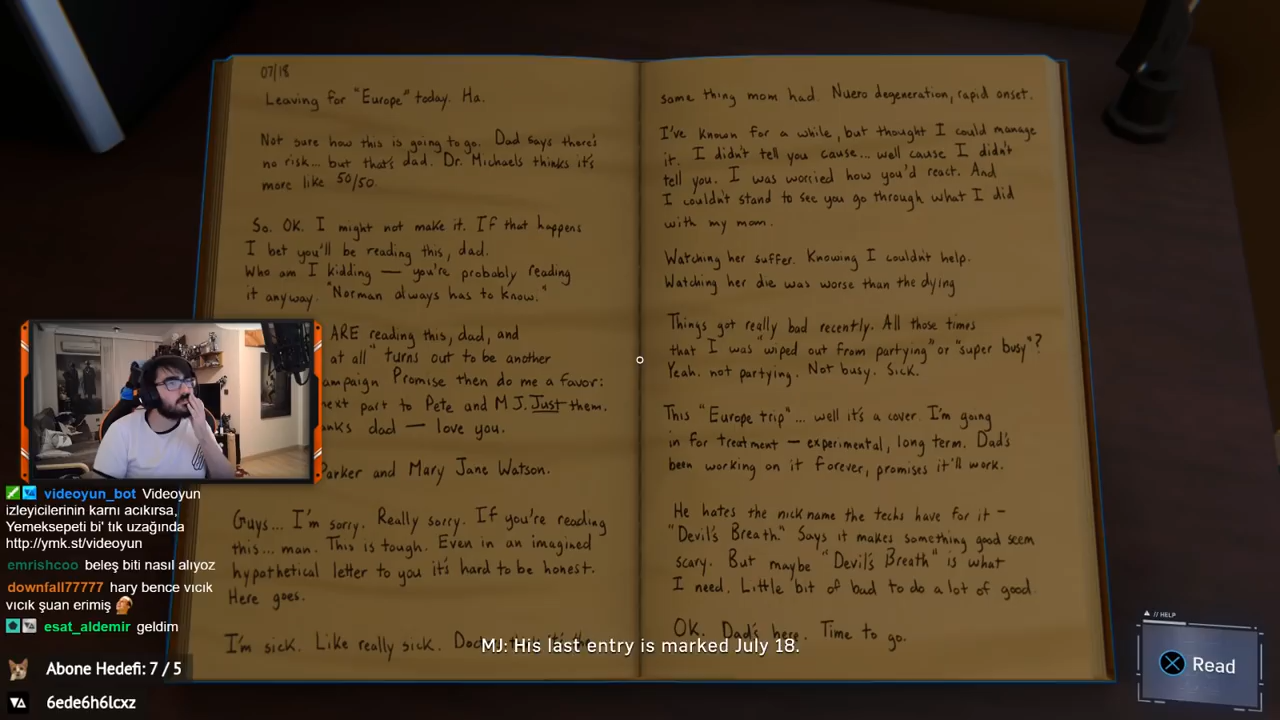 07/18
Leaving for "Europe" today. Ha.
Not sure how this is going to go. Dad says there's
no risk... but that's dad. Dr. Michaels thinks it's
more like 50/50.
So. OK. I might not make it. If that happens
I bet you'll be reading this, dad.
Who am I kidding — you're probably reading
it anyway. "Norman always has to know."
ARE reading this, dad, and
at all" turns out to be another
ampaign Promise then do me a favor:
ext part to Pete and MJ. Just them.
nks dad — love you.
Parker and Mary Jane Watson.
Guys... I'm sorry. Really sorry. If you're reading
this... man. This is tough. Even in an imagined
hypothetical letter to you it's hard to be honest.
Here goes.
I'm sick. Like really sick.
same thing mom had. Nuero degeneration, rapid onset.
I've known for a while, but thought I could manage
it. I didn't tell you cause... well cause I didn't
tell you. I was worried how you'd react. And
I couldn't stand to see you go through what I did
with my mom.
Watching her suffer. Knowing I couldn't help.
Watching her die was worse than the dying
Things got really bad recently. All those times
that I was "wiped out from partying" or "super busy"?
Yeah. not partying. Not busy. Sick.
This "Europe trip"... well it's a cover. I'm going
in for treatment — experimental, long term. Dad's
been working on it forever, promises it'll work.
He hates the nickname the techs have for it —
"Devil's Breath." Says it makes something good seem
scary. But maybe "Devil's Breath" is what
I need. Little bit of bad to do a lot of good.
OK. Dad's here. Time to go.
MJ: His last entry is marked July 18.
// HELP
Read
videoyun_bot Videoyun
izleyicilerinin karnı acıkırsa,
Yemeksepeti bi' tık uzağında
http://ymk.st/videoyun
emrishcoo beleş biti nasıl alıyoz
downfall77777 hary bence vıcık
vıcık şuan erimiş
esat_aldemir geldim
Abone Hedefi: 7 / 5
6ede6h6lcxz